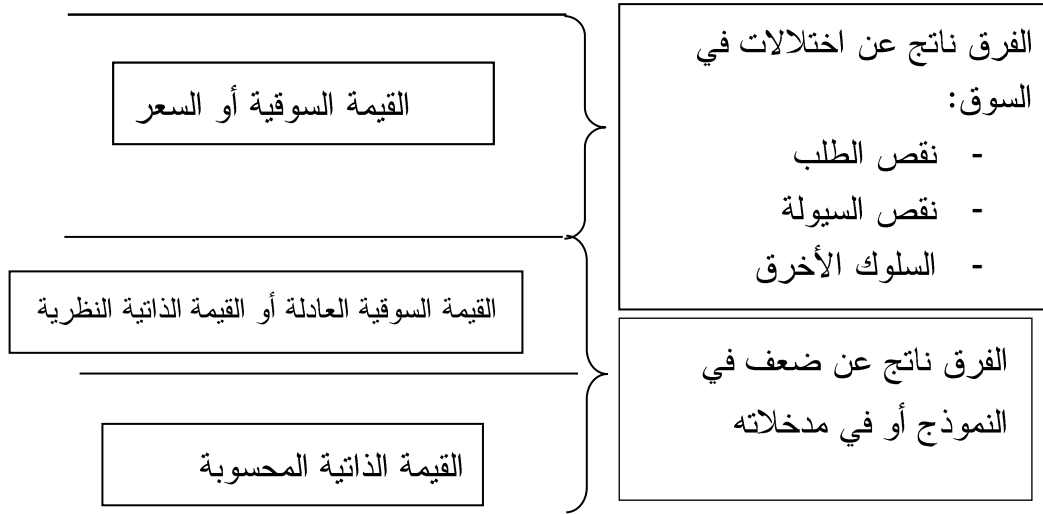 الفرق ناتج عن اختلالات في
السوق:
- نقص الطلب
- نقص السيولة
- السلوك الأخرق
القيمة السوقية أو السعر
القيمة السوقية العادلة أو القيمة الذاتية النظرية
الفرق ناتج عن ضعف في
النموذج أو في مدخلاته
القيمة الذاتية المحسوبة